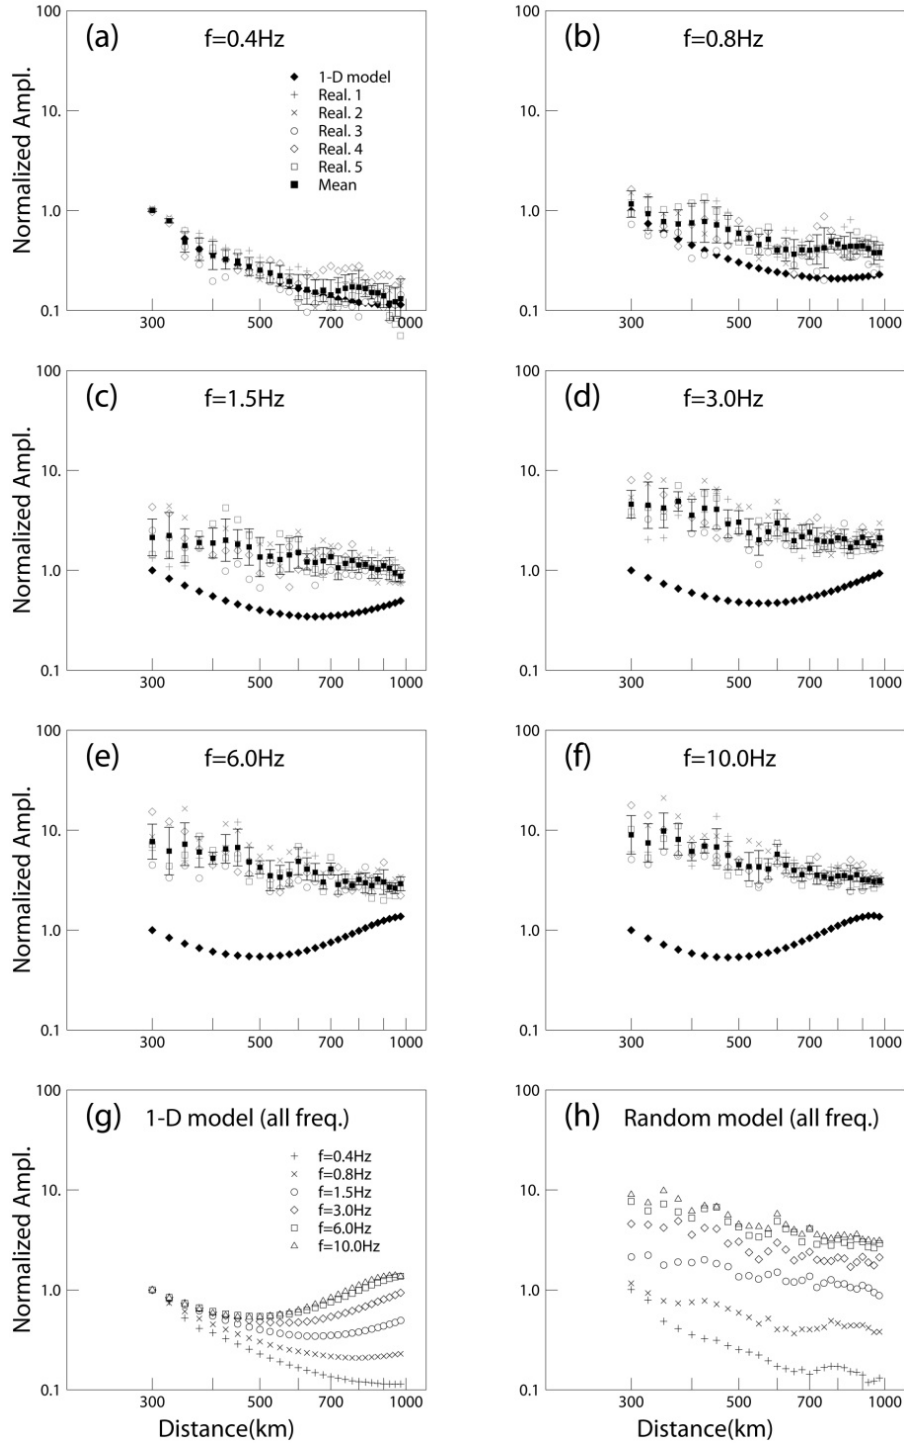 (a) f=0.4Hz
100
10.
1.0
0.1
Normalized Ampl.
1-D model
Real. 1
Real. 2
Real. 3
Real. 4
Real. 5
Mean
300 500 700 1000
(b) f=0.8Hz
100
10.
1.0
0.1
300 500 700 1000
(c) f=1.5Hz
100
10.
1.0
0.1
Normalized Ampl.
300 500 700 1000
(d) f=3.0Hz
100
10.
1.0
0.1
300 500 700 1000
(e) f=6.0Hz
100
10.
1.0
0.1
Normalized Ampl.
300 500 700 1000
(f) f=10.0Hz
100
10.
1.0
0.1
300 500 700 1000
(g) 1-D model (all freq.)
100
10.
1.0
0.1
Normalized Ampl.
f=0.4Hz
f=0.8Hz
f=1.5Hz
f=3.0Hz
f=6.0Hz
f=10.0Hz
300 500 700 1000
Distance(km)
(h) Random model (all freq.)
100
10.
1.0
0.1
300 500 700 1000
Distance(km)